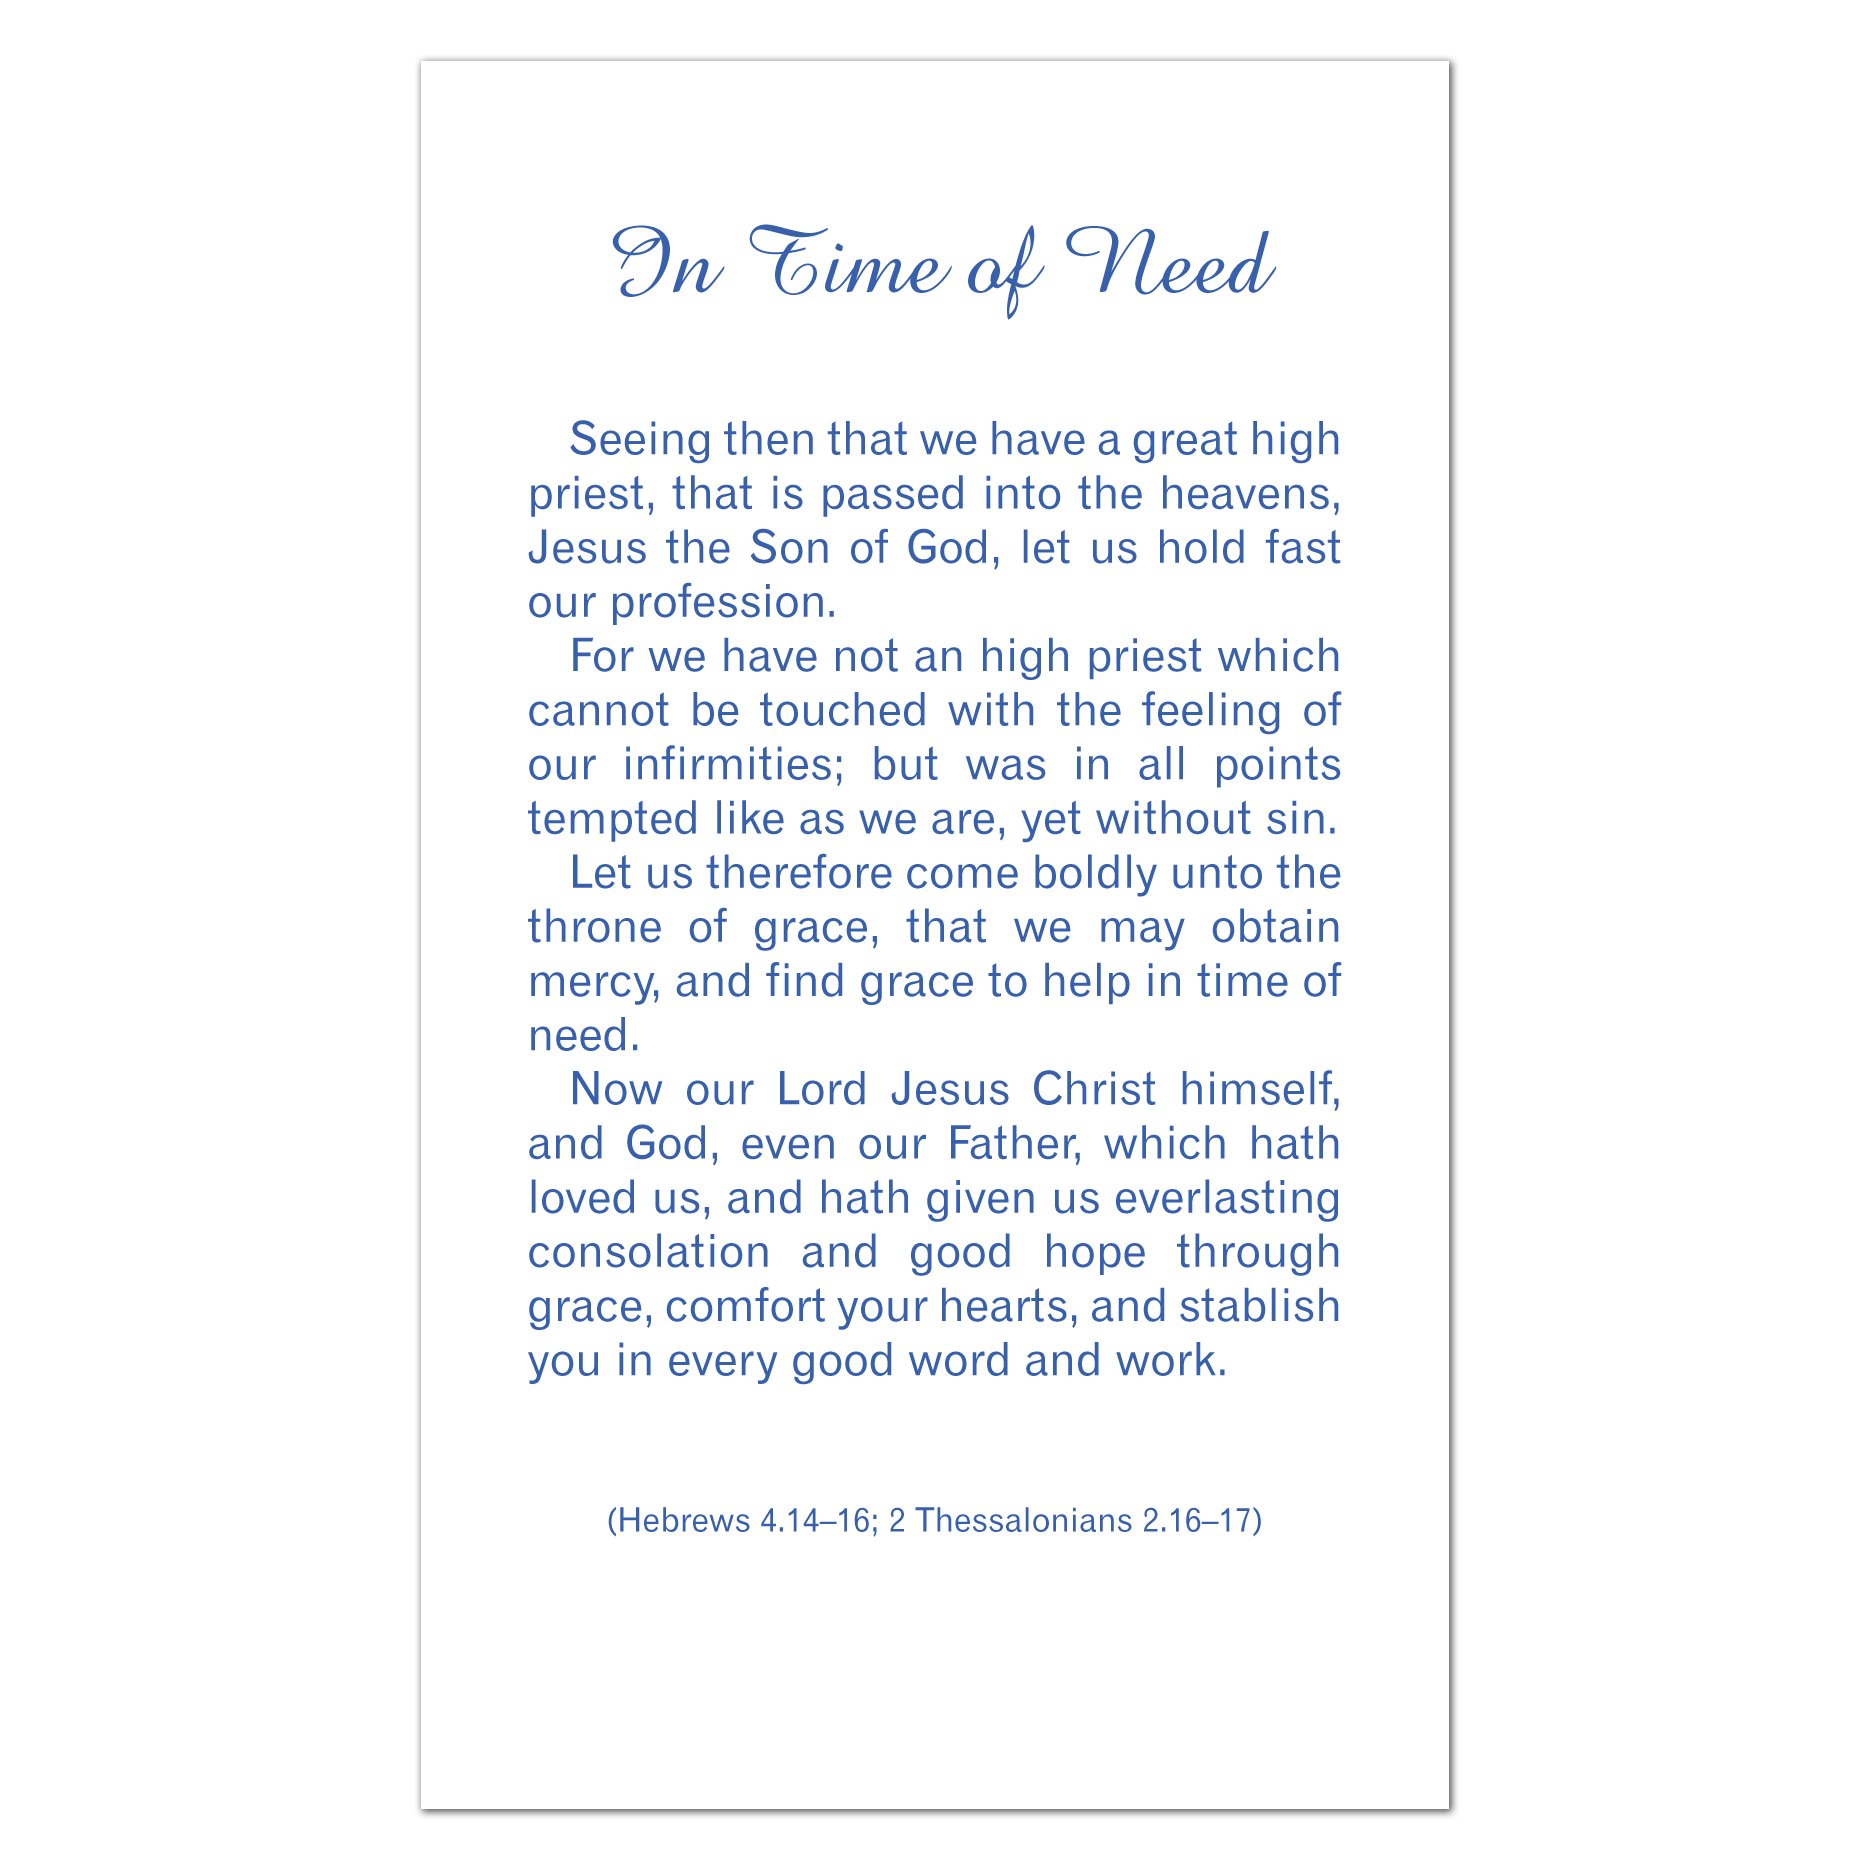 In Time of Need
Seeing then that we have a great high
priest, that is passed into the heavens,
Jesus the Son of God, let us hold fast
our profession.
For we have not an high priest which
cannot be touched with the feeling of
our infirmities; but was in all points
tempted like as we are, yet without sin.
Let us therefore come boldly unto the
throne of grace, that we may obtain
mercy, and find grace to help in time of
need.
Now our Lord Jesus Christ himself,
and God, even our Father, which hath
loved us, and hath given us everlasting
consolation and good hope through
grace, comfort your hearts, and stablish
you in every good word and work.
(Hebrews 4.14–16; 2 Thessalonians 2.16–17)